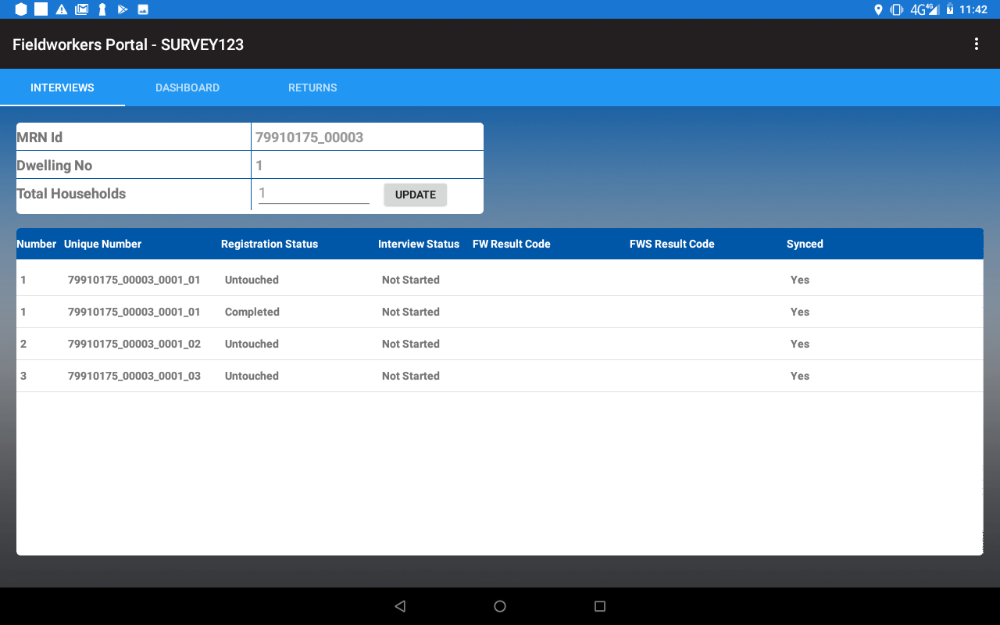 4G 4G 11:42
Fieldworkers Portal - SURVEY123
INTERVIEWS DASHBOARD RETURNS
MRN Id 79910175_00003
Dwelling No 1
Total Households 1 UPDATE
Number Unique Number Registration Status Interview Status FW Result Code FWS Result Code Synced
1 79910175_00003_0001_01 Untouched Not Started Yes
1 79910175_00003_0001_01 Completed Not Started Yes
2 79910175_00003_0001_02 Untouched Not Started Yes
3 79910175_00003_0001_03 Untouched Not Started Yes